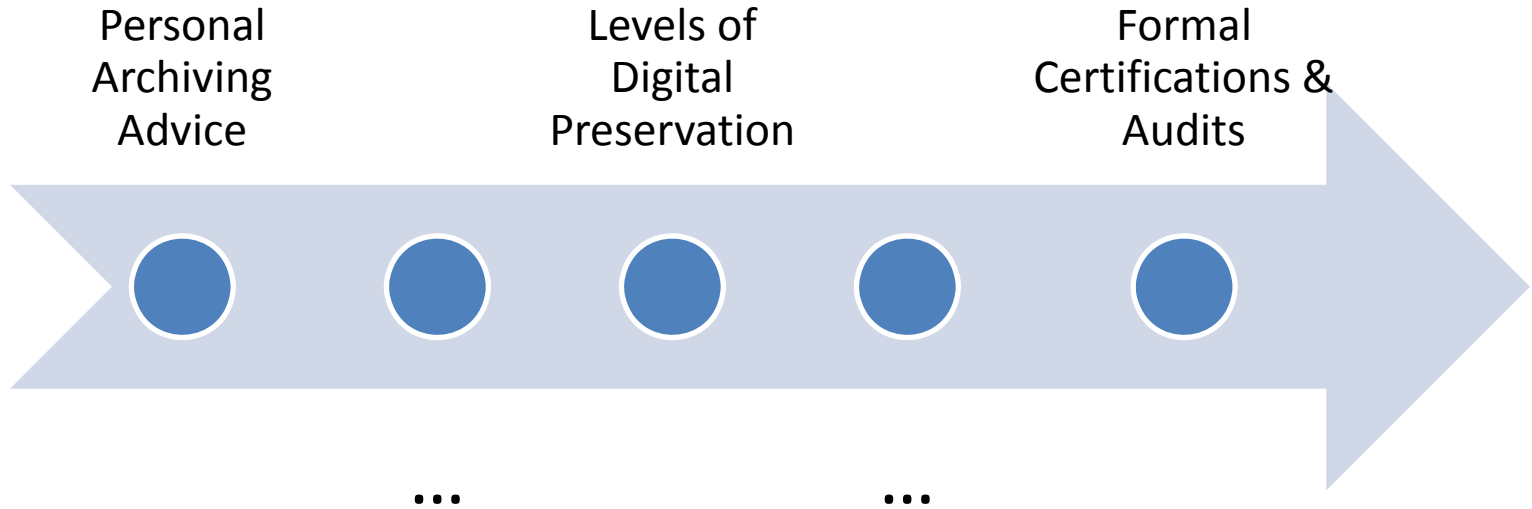 Personal
Archiving
Advice
Levels of
Digital
Preservation
Formal
Certifications &
Audits
...
...